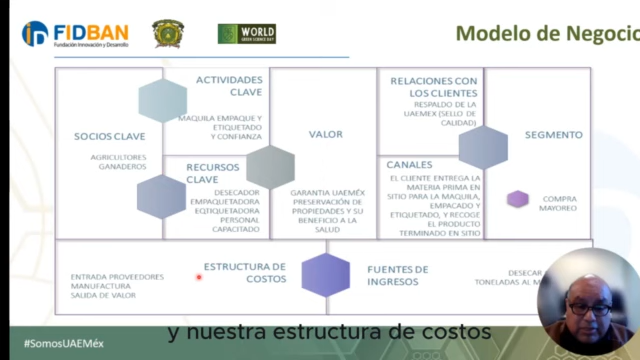 FIDBAN
Fundación Innovación y Desarrollo
WORLD
GREEN SCIENCE DAY
Modelo de Negocio
ACTIVIDADES
CLAVE
MAQUILA EMPAQUE Y
ETIQUETADO
Y CONFIANZA
SOCIOS CLAVE
AGRICULTORES
GANADEROS
RECURSOS
CLAVE
DESECADOR
EMPAQUETADORA
EQTIQUETADORA
PERSONAL
CAPACITADO
VALOR
GARANTIA UAEMÉX
PRESERVACIÓN DE
PROPIEDADES Y SU
BENEFICIO A LA
SALUD
RELACIONES CON
LOS CLIENTES
RESPALDO DE LA
UAEMEX (SELLO DE
CALIDAD)
CANALES
EL CLIENTE ENTREGA LA
MATERIA PRIMA EN
SITIO PARA LA MAQUILA,
EMPACADO Y
ETIQUETADO, Y RECOGE
EL PRODUCTO
TERMINADO EN SITIO
SEGMENTO
COMPRA
MAYOREO
ENTRADA PROVEEDORES
MANUFACTURA
SALIDA DE VALOR
ESTRUCTURA DE
COSTOS
FUENTES DE
INGRESOS
DESECAR
TONELADAS AL
y nuestra estructura de costos
#SomosUAEMéx